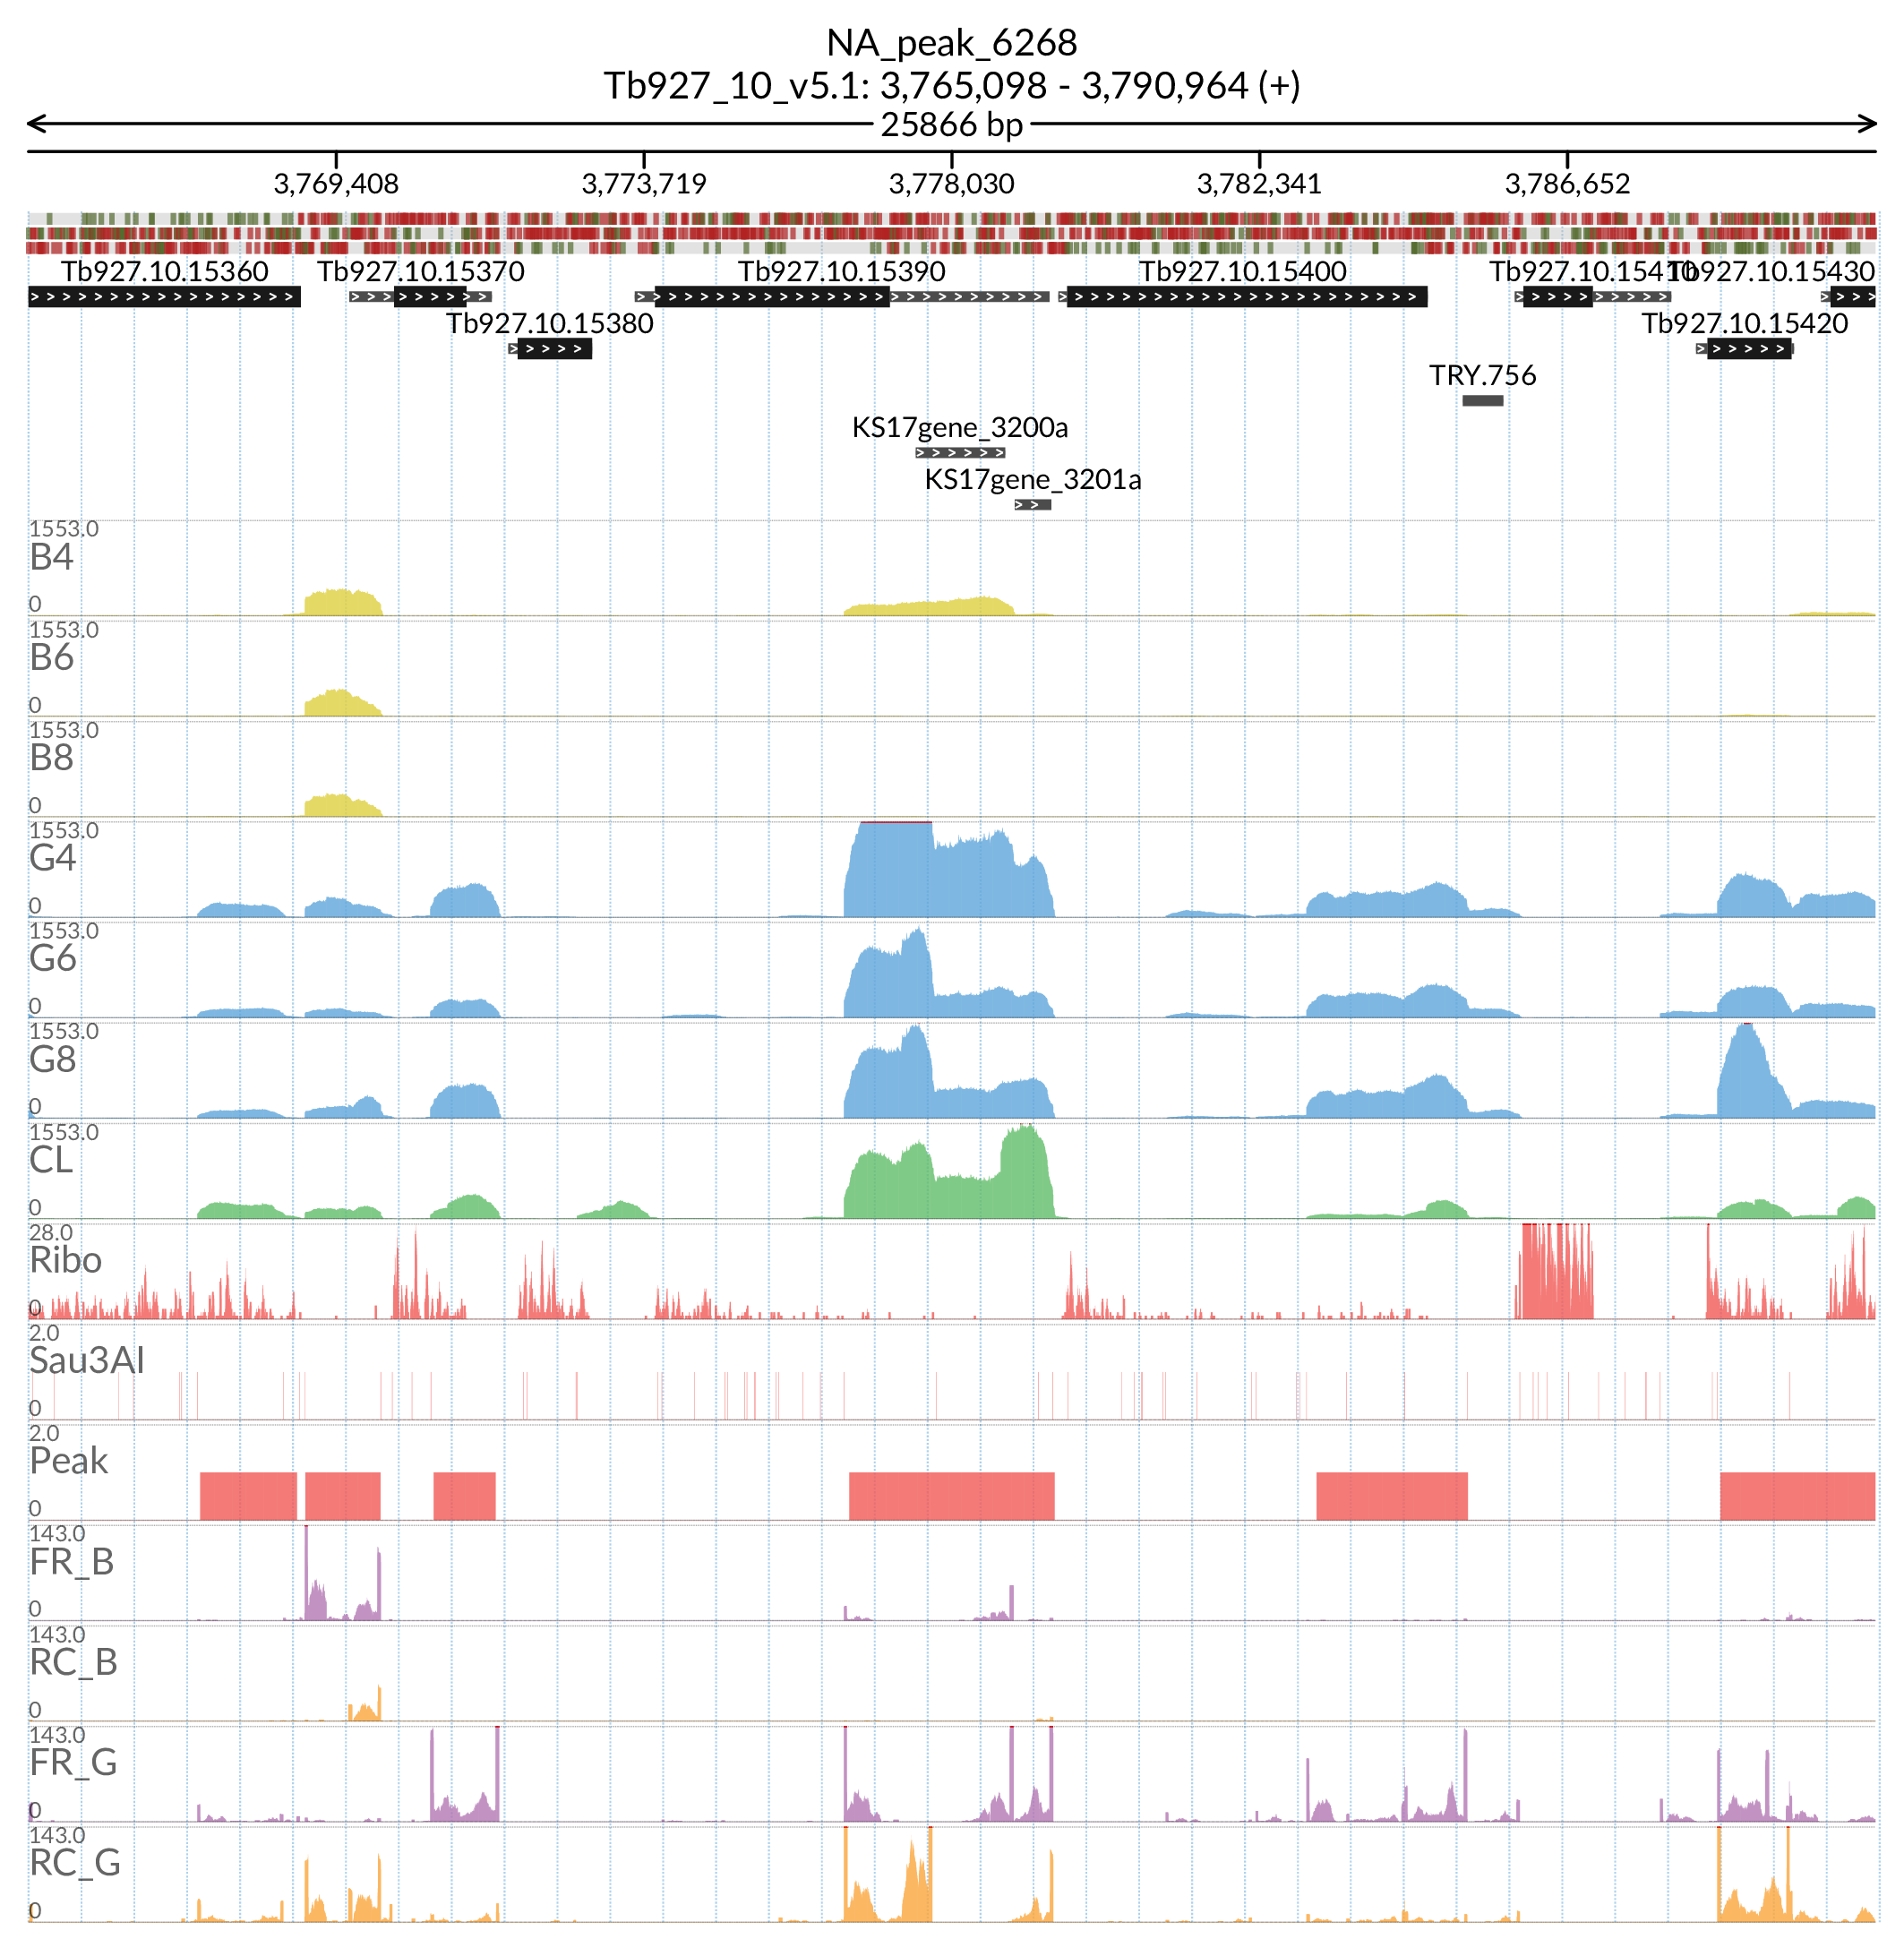 NA_peak_6268
Tb927_10_v5.1: 3,765,098 - 3,790,964 (+)
25866 bp
3,769,408 3,773,719 3,778,030 3,782,341 3,786,652
Tb927.10.15360 Tb927.10.15370 Tb927.10.15390 Tb927.10.15400 Tb927.10.15410 Tb927.10.15430
Tb927.10.15380 Tb927.10.15420
TRY.756
KS17gene_3200a
KS17gene_3201a
1553.0
B4
0
1553.0
B6
0
1553.0
B8
0
1553.0
G4
0
1553.0
G6
0
1553.0
G8
0
1553.0
CL
0
28.0
Ribo
0
2.0
Sau3AI
0
2.0
Peak
0
143.0
FR_B
0
143.0
RC_B
0
143.0
FR_G
0
143.0
RC_G
0